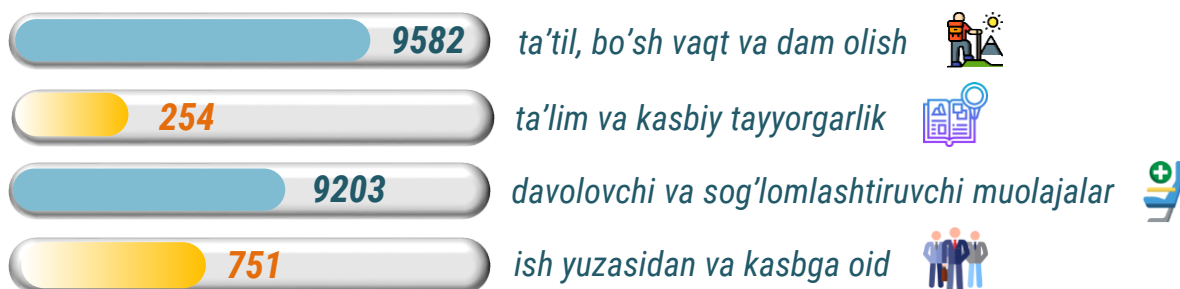 9582 ta’til, bo’sh vaqt va dam olish
254 ta’lim va kasbiy tayyorgarlik
9203 davolovchi va sog’lomlashtiruvchi muolajalar
751 ish yuzasidan va kasbga oid